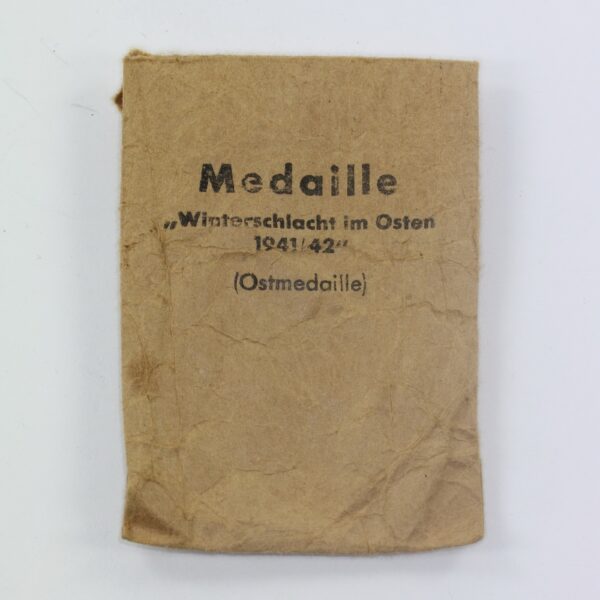 Medaille
„Winterschlacht im Osten
1941/42“
(Ostmedaille)